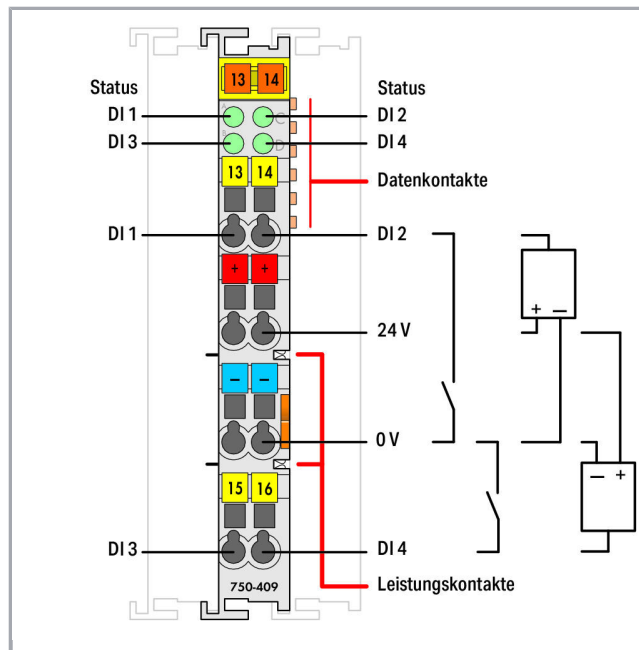 13 14
Status
Status
A C
DI 1
DI 2
B D
DI 3
DI 4
13 14
Datenkontakte
DI 1
DI 2
+ +
+ −
24 V
− −
0 V
− +
15 16
DI 3
DI 4
750-409
Leistungskontakte